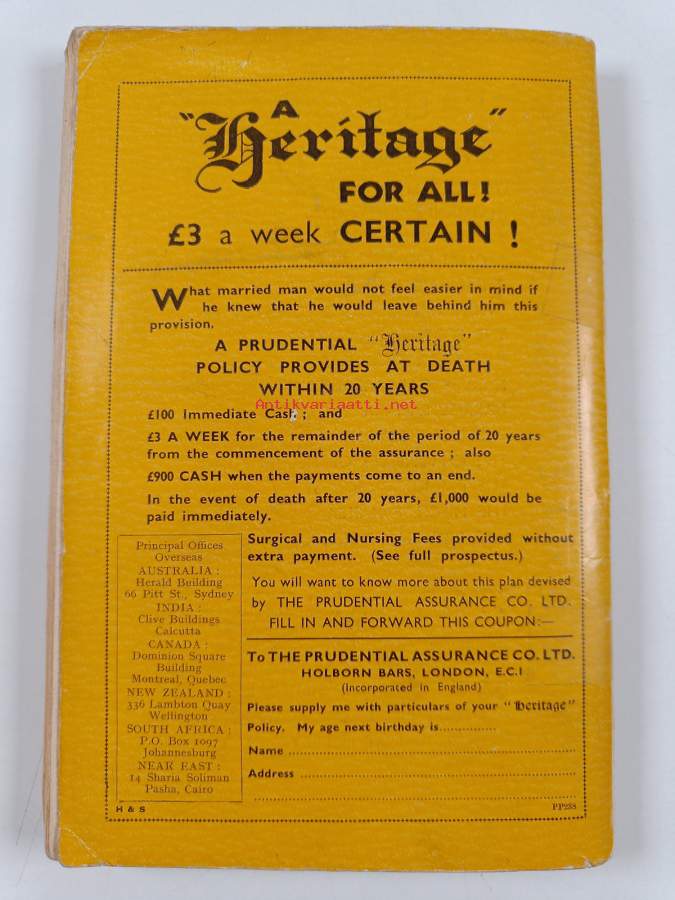 A
"Heritage"
FOR ALL!
£3 a week CERTAIN !
What married man would not feel easier in mind if
he knew that he would leave behind him this
provision.
A PRUDENTIAL "Heritage"
POLICY PROVIDES AT DEATH
WITHIN 20 YEARS
Antikvariaatti.net
£100 Immediate Cash ; and
£3 A WEEK for the remainder of the period of 20 years
from the commencement of the assurance ; also
£900 CASH when the payments come to an end.
In the event of death after 20 years, £1,000 would be
paid immediately.
Surgical and Nursing Fees provided without
extra payment. (See full prospectus.)
You will want to know more about this plan devised
by THE PRUDENTIAL ASSURANCE CO. LTD.
FILL IN AND FORWARD THIS COUPON:—
Principal Offices
Overseas
AUSTRALIA :
Herald Building
66 Pitt St., Sydney
INDIA :
Clive Buildings
Calcutta
CANADA :
Dominion Square
Building
Montreal, Quebec
NEW ZEALAND :
336 Lambton Quay
Wellington
SOUTH AFRICA :
P.O. Box 1097
Johannesburg
NEAR EAST :
14 Sharia Soliman
Pasha, Cairo
To THE PRUDENTIAL ASSURANCE CO. LTD.
HOLBORN BARS, LONDON, E.C.1
(Incorporated in England)
Please supply me with particulars of your "Heritage"
Policy. My age next birthday is..............
Name ..............
Address ..............
H & S
PP238